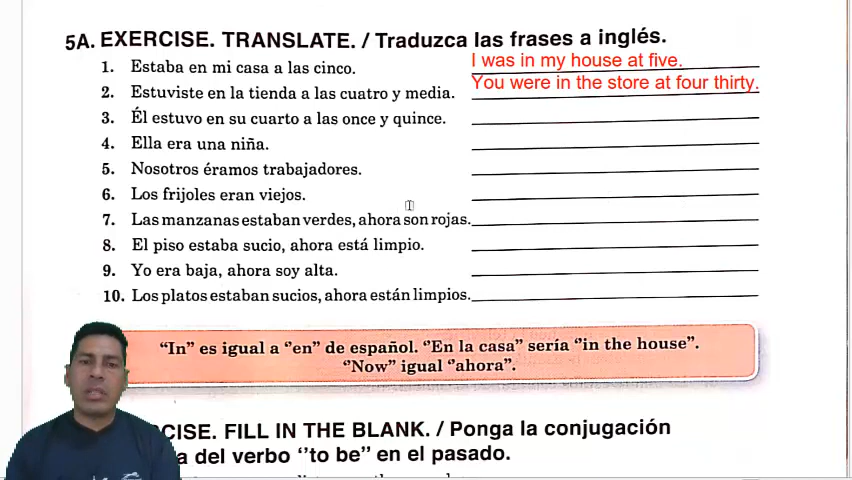 5A. EXERCISE. TRANSLATE. / Traduzca las frases a inglés.
1. Estaba en mi casa a las cinco. I was in my house at five.
2. Estuviste en la tienda a las cuatro y media. You were in the store at four thirty.
3. Él estuvo en su cuarto a las once y quince.
4. Ella era una niña.
5. Nosotros éramos trabajadores.
6. Los frijoles eran viejos.
7. Las manzanas estaban verdes, ahora son rojas.
8. El piso estaba sucio, ahora está limpio.
9. Yo era baja, ahora soy alta.
10. Los platos estaban sucios, ahora están limpios.
“In” es igual a “en” de español. “En la casa” sería “in the house”.
“Now” igual “ahora”.
CISE. FILL IN THE BLANK. / Ponga la conjugación
a del verbo “to be” en el pasado.